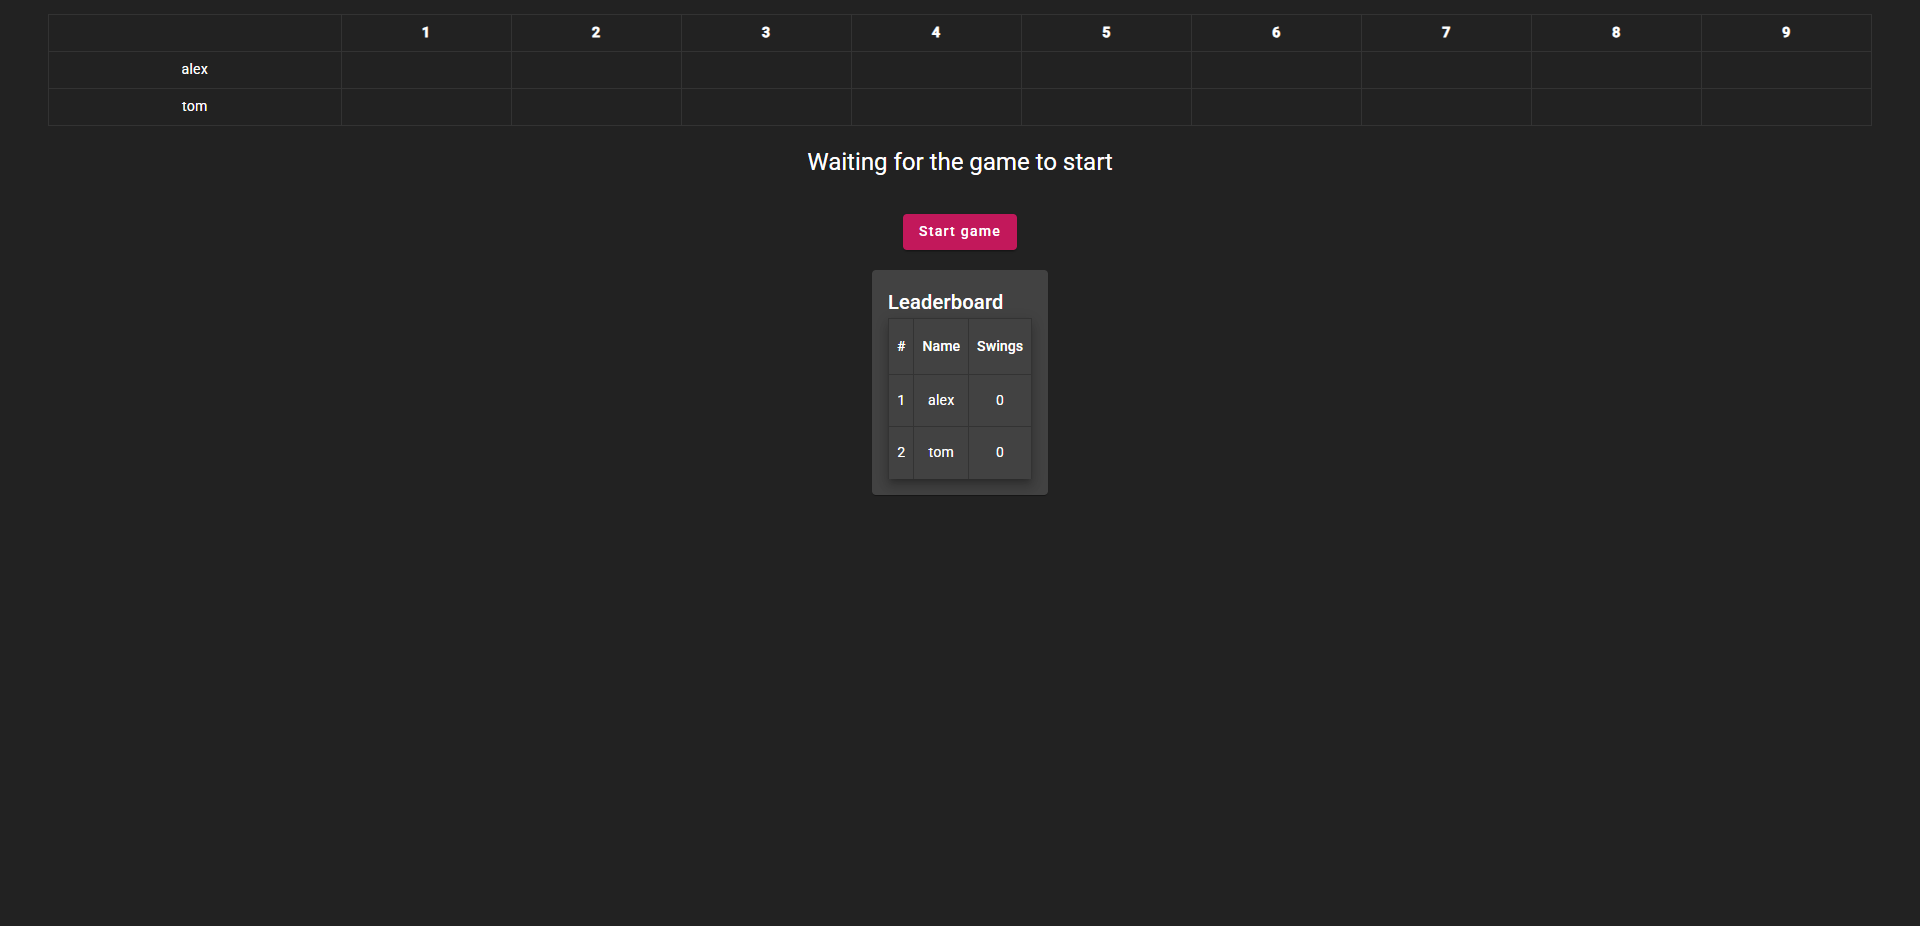 1 2 3 4 5 6 7 8 9
alex
tom
Waiting for the game to start
Start game
Leaderboard
# Name Swings
1 alex 0
2 tom 0